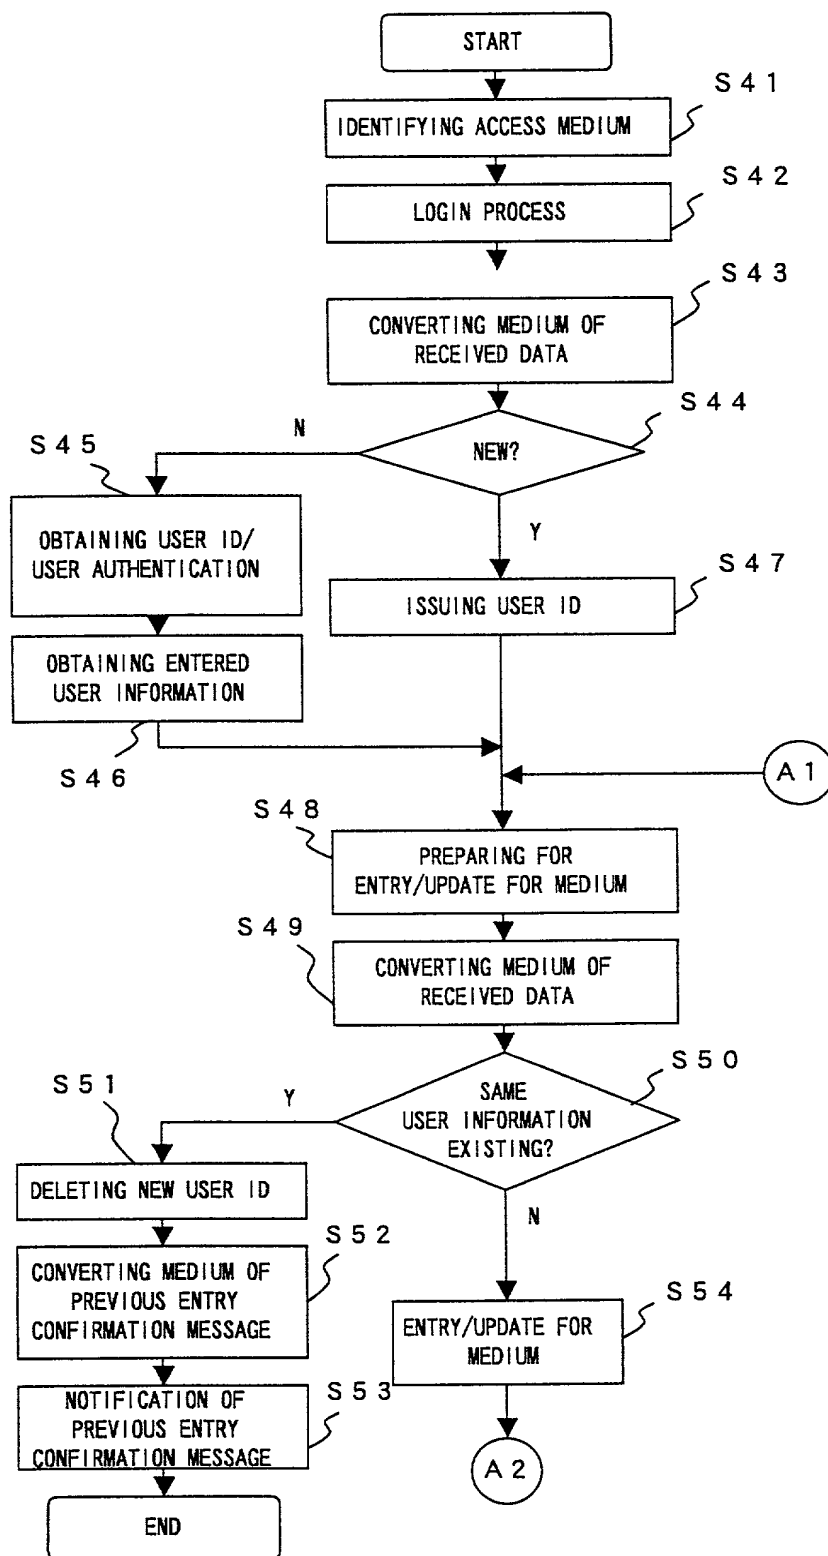 START
S41
IDENTIFYING ACCESS MEDIUM
S42
LOGIN PROCESS
S43
CONVERTING MEDIUM OF
RECEIVED DATA
S44
NEW?
N
Y
S45
OBTAINING USER ID/
USER AUTHENTICATION
S47
ISSUING USER ID
OBTAINING ENTERED
USER INFORMATION
S46
A1
S48
PREPARING FOR
ENTRY/UPDATE FOR MEDIUM
S49
CONVERTING MEDIUM OF
RECEIVED DATA
S50
SAME
USER INFORMATION
EXISTING?
Y
N
S51
DELETING NEW USER ID
S52
CONVERTING MEDIUM OF
PREVIOUS ENTRY
CONFIRMATION MESSAGE
S54
ENTRY/UPDATE FOR
MEDIUM
S53
NOTIFICATION OF
PREVIOUS ENTRY
CONFIRMATION MESSAGE
A2
END